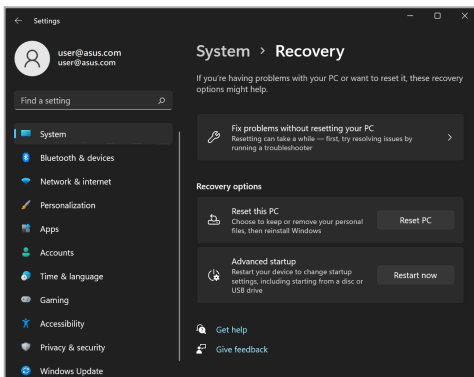 Settings
user@asus.com
user@asus.com
Find a setting
System
Bluetooth & devices
Network & internet
Personalization
Apps
Accounts
Time & language
Gaming
Accessibility
Privacy & security
Windows Update
System > Recovery
If you're having problems with your PC or want to reset it, these recovery
options might help.
Fix problems without resetting your PC
Resetting can take a while — first, try resolving issues by
running a troubleshooter
Recovery options
Reset this PC
Choose to keep or remove your personal
files, then reinstall Windows
Reset PC
Advanced startup
Restart your device to change startup
settings, including starting from a disc or
USB drive
Restart now
Get help
Give feedback